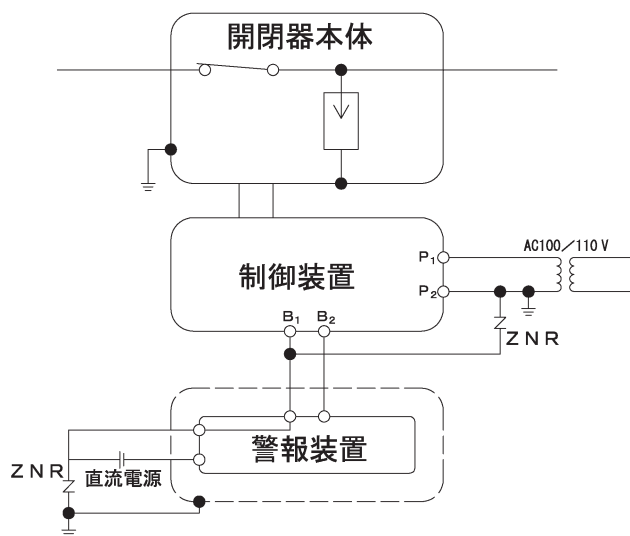 開閉器本体
AC100/110 V
P1
制御装置
P2
B1 B2
ZNR
警報装置
ZNR
直流電源